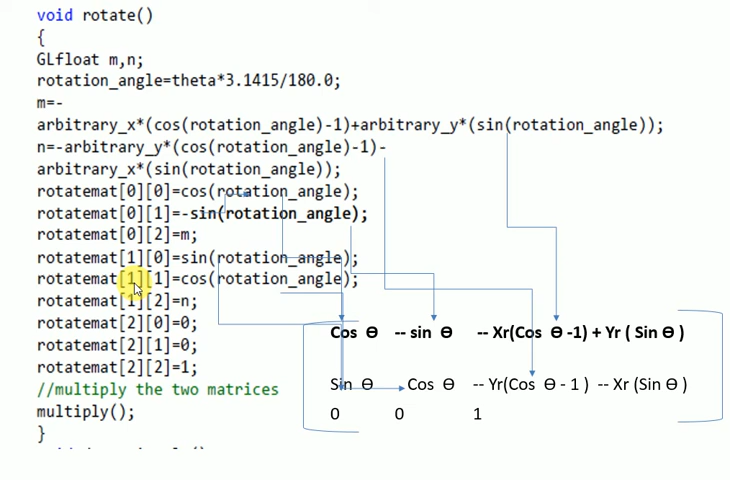 void rotate()
{
GLfloat m,n;
rotation_angle=theta*3.1415/180.0;
m=-
arbitrary_x*(cos(rotation_angle)-1)+arbitrary_y*(sin(rotation_angle));
n=-arbitrary_y*(cos(rotation_angle)-1)-
arbitrary_x*(sin(rotation_angle));
rotatemat[0][0]=cos(rotation_angle);
rotatemat[0][1]=-sin(rotation_angle);
rotatemat[0][2]=m;
rotatemat[1][0]=sin(rotation_angle);
rotatemat[1][1]=cos(rotation_angle);
rotatemat[1][2]=n;
rotatemat[2][0]=0;
rotatemat[2][1]=0;
rotatemat[2][2]=1;
//multiply the two matrices
multiply();
}
Cos ϴ -- sin ϴ -- Xr(Cos ϴ -1) + Yr ( Sin ϴ )
Sin ϴ Cos ϴ -- Yr(Cos ϴ - 1 ) -- Xr (Sin ϴ )
0 0 1